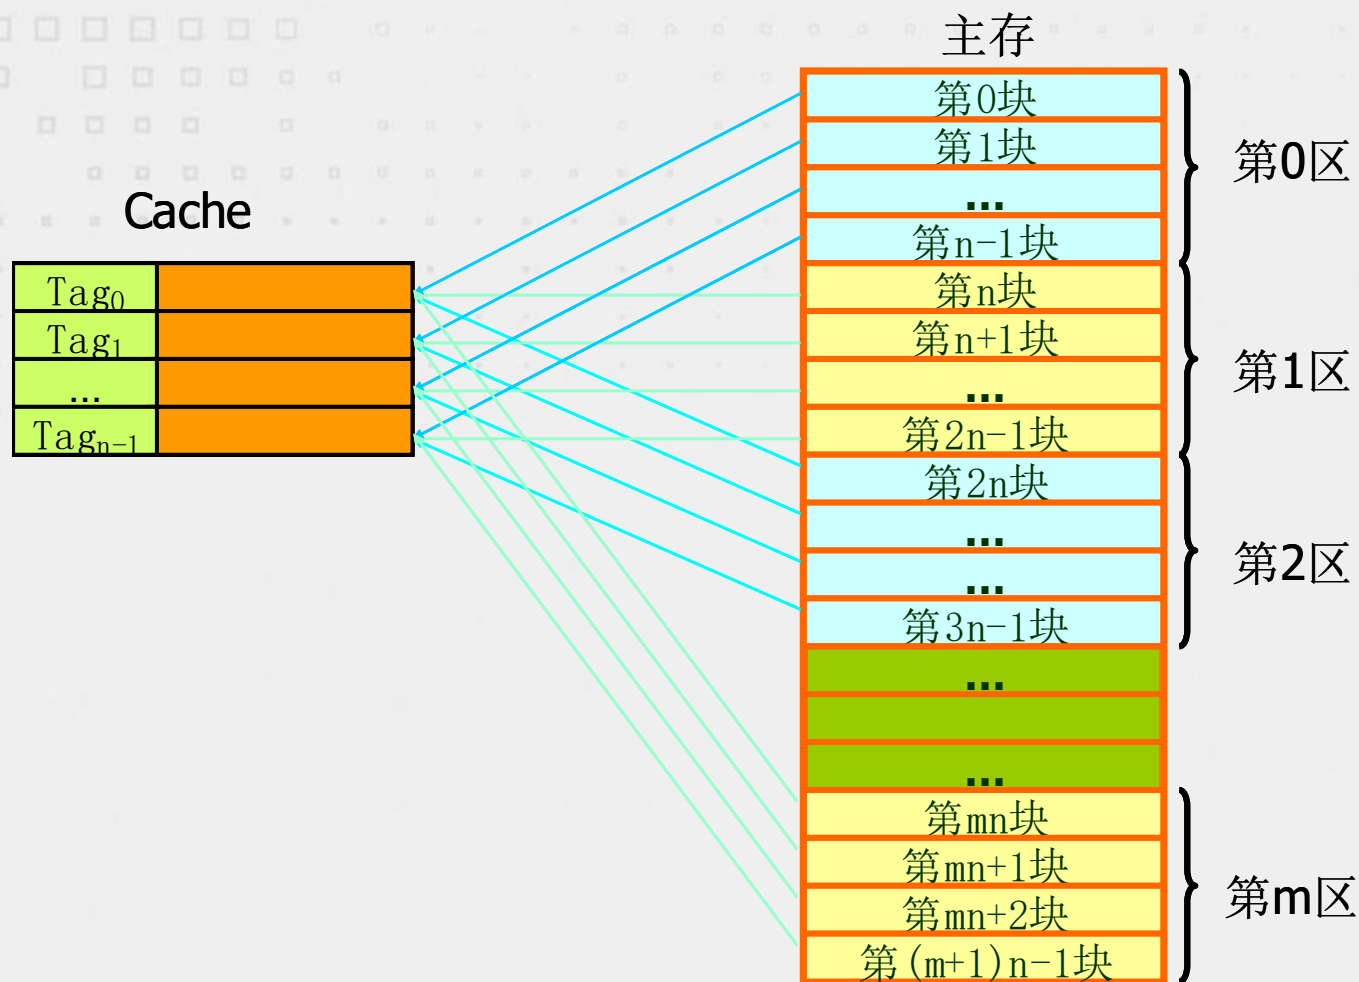 主存
第0块
第1块
...
第n-1块
第n块
第n+1块
...
第2n-1块
第2n块
...
...
第3n-1块
...
...
第mn块
第mn+1块
第mn+2块
第(m+1)n-1块
第0区
第1区
第2区
第m区
Cache
Tag₀
Tag₁
...
Tagₙ₋₁